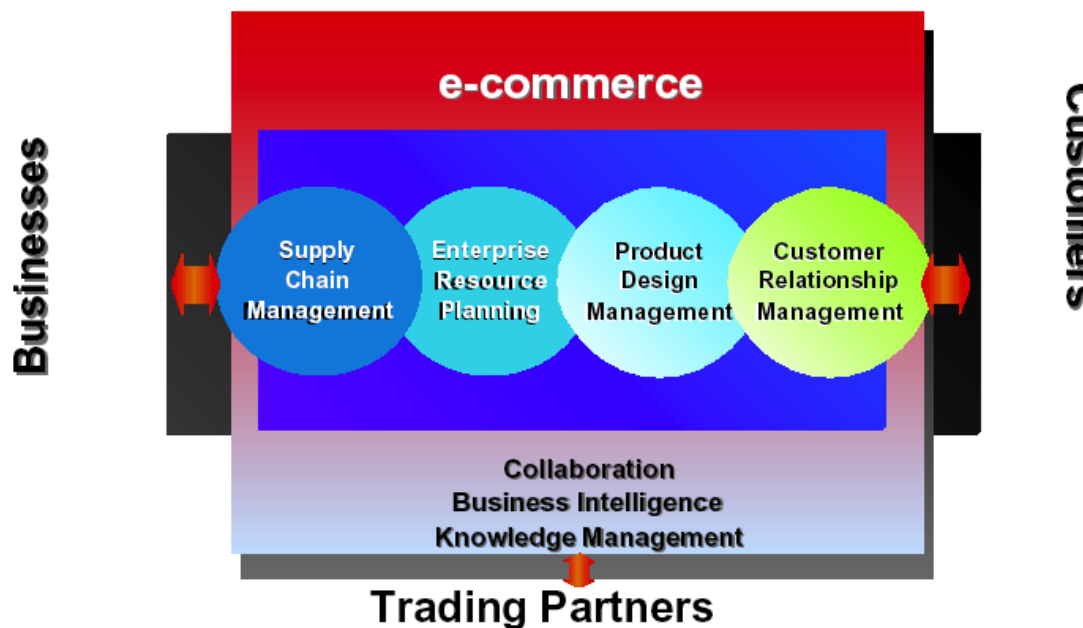 e-commerce
Businesses
Customers
Supply
Chain
Management
Enterprise
Resource
Planning
Product
Design
Management
Customer
Relationship
Management
Collaboration
Business Intelligence
Knowledge Management
Trading Partners